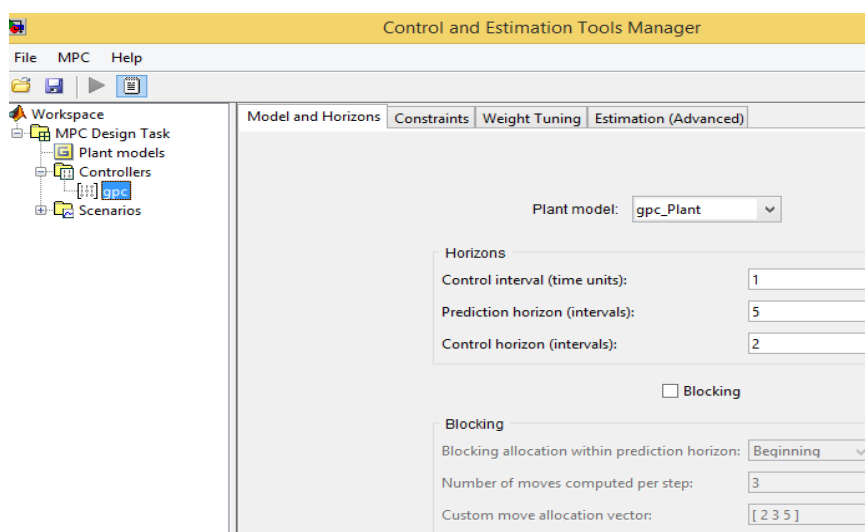 Control and Estimation Tools Manager
File MPC Help
Workspace
MPC Design Task
Plant models
Controllers
gpc
Scenarios
Model and Horizons Constraints Weight Tuning Estimation (Advanced)
Plant model: gpc_Plant
Horizons
Control interval (time units): 1
Prediction horizon (intervals): 5
Control horizon (intervals): 2
Blocking
Blocking
Blocking allocation within prediction horizon: Beginning
Number of moves computed per step: 3
Custom move allocation vector: [ 2 3 5 ]